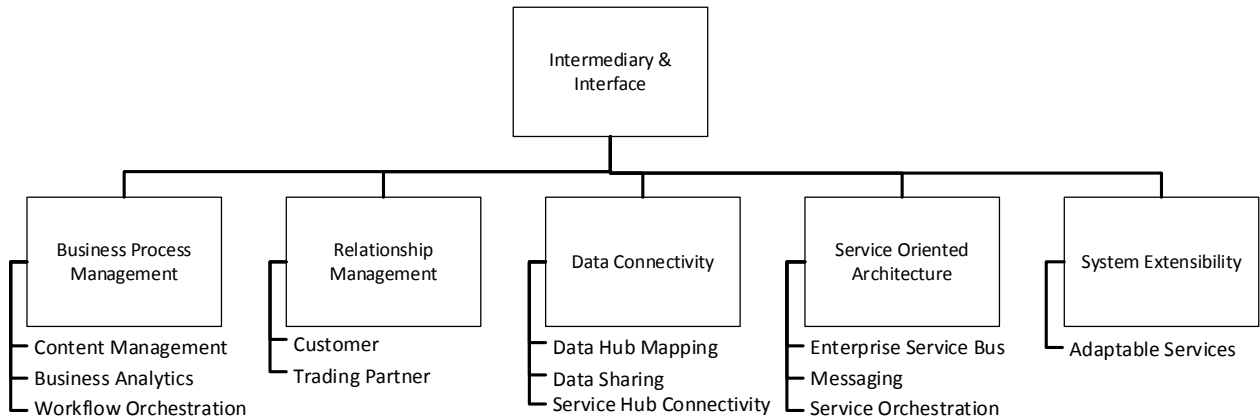 Intermediary &
Interface
Business Process
Management
Relationship
Management
Data Connectivity
Service Oriented
Architecture
System Extensibility
Content Management
Business Analytics
Workflow Orchestration
Customer
Trading Partner
Data Hub Mapping
Data Sharing
Service Hub Connectivity
Enterprise Service Bus
Messaging
Service Orchestration
Adaptable Services